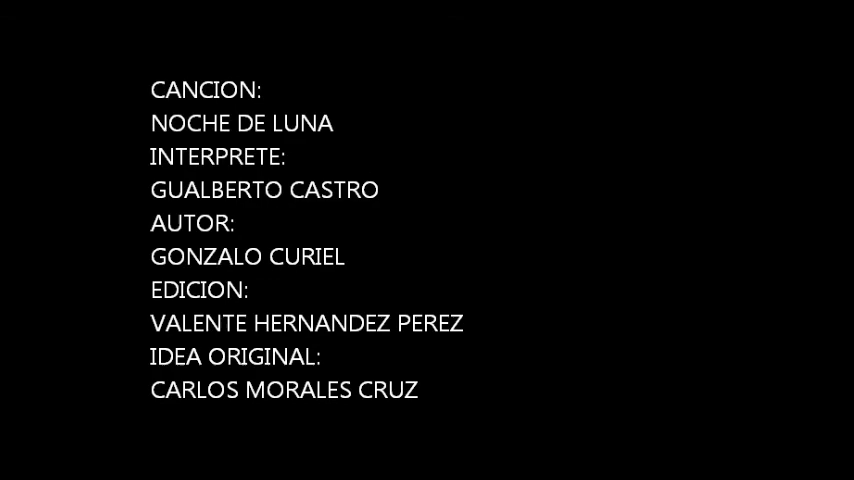 CANCION:
NOCHE DE LUNA
INTERPRETE:
GUALBERTO CASTRO
AUTOR:
GONZALO CURIEL
EDICION:
VALENTE HERNANDEZ PEREZ
IDEA ORIGINAL:
CARLOS MORALES CRUZ